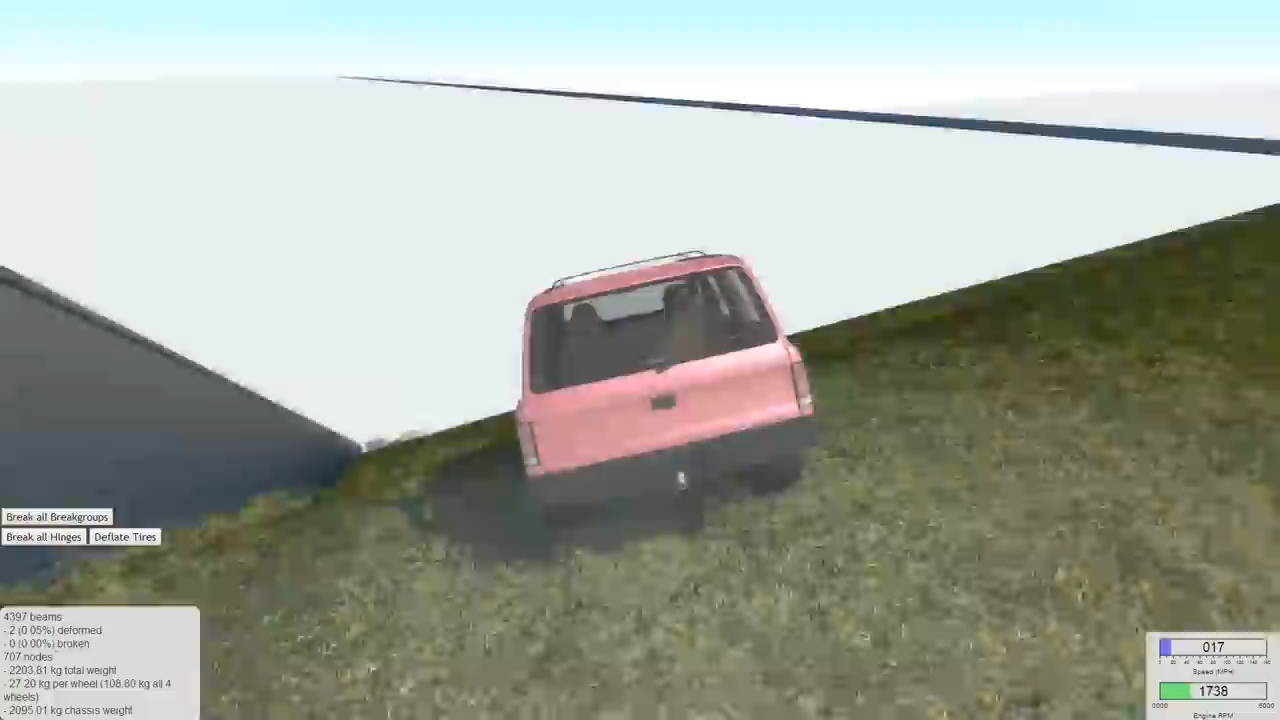 Break all Breakgroups
Break all Hinges Deflate Tires
4397 beams
- 2 (0 05%) deformed
- 0 (0 00%) broken
707 nodes
- 2203.81 kg total weight
- 27 20 kg per wheel (108.80 kg all 4
wheels)
- 2095.01 kg chassis weight
017
Speed (MPH)
1738
0000 6000
Engine RPM